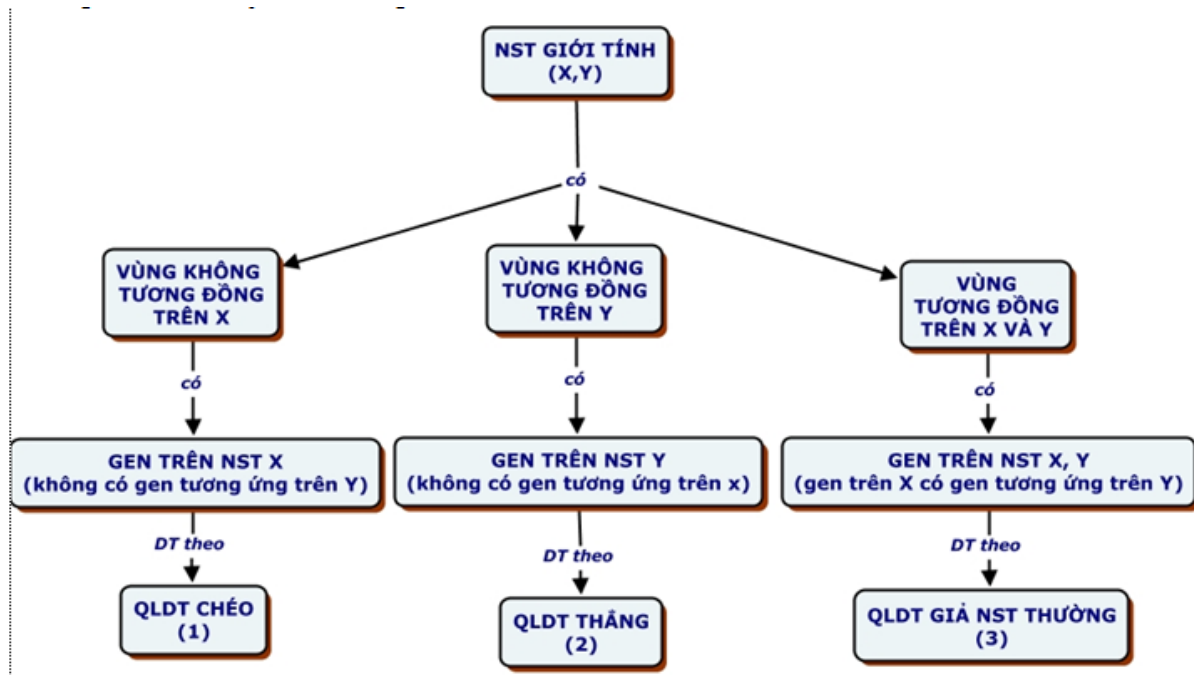 NST GIỚI TÍNH
(X,Y)
có
VÙNG KHÔNG
TƯƠNG ĐỒNG
TRÊN X
VÙNG KHÔNG
TƯƠNG ĐỒNG
TRÊN Y
VÙNG
TƯƠNG ĐỒNG
TRÊN X VÀ Y
có
có
có
GEN TRÊN NST X
(không có gen tương ứng trên Y)
GEN TRÊN NST Y
(không có gen tương ứng trên x)
GEN TRÊN NST X, Y
(gen trên X có gen tương ứng trên Y)
DT theo
DT theo
DT theo
QLDT CHÉO
(1)
QLDT THẲNG
(2)
QLDT GIẢ NST THƯỜNG
(3)